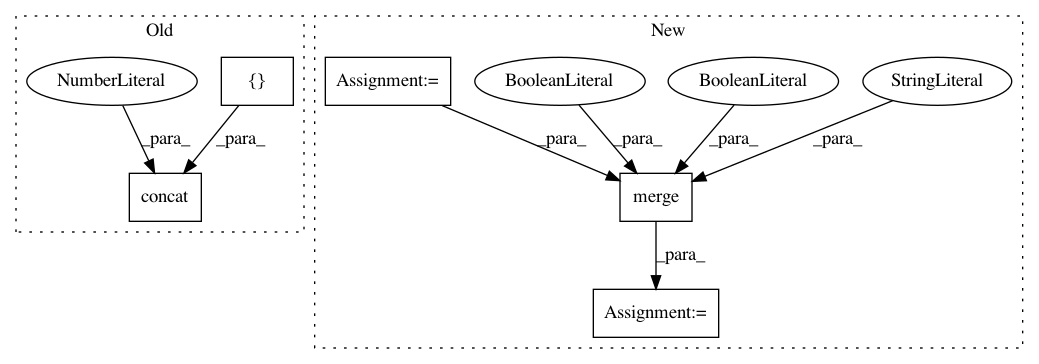 Old
New
NumberLiteral
{}
Assignment:=
BooleanLiteral
BooleanLiteral
StringLiteral
_para_
_para_
_para_
_para_
_para_
_para_
concat
merge
_para_
Assignment:=